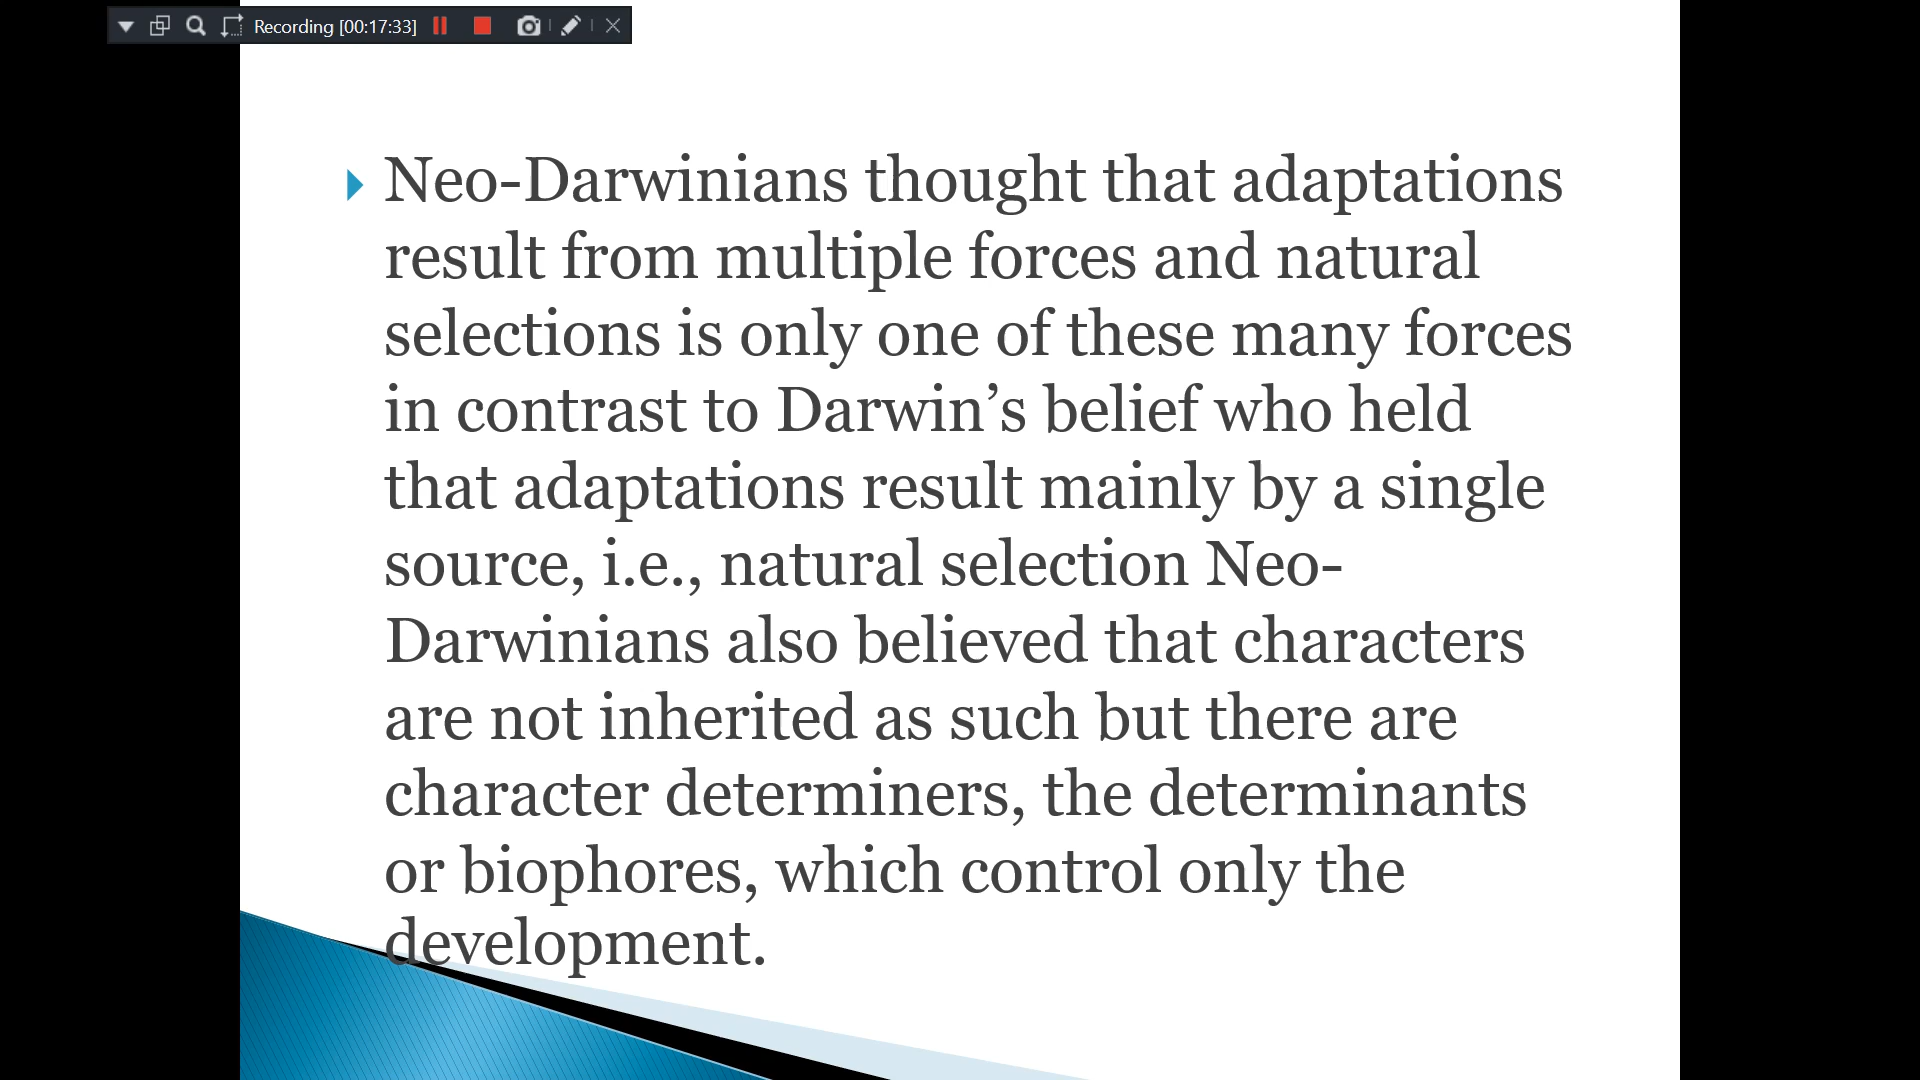 Recording [00:17:33]
Neo-Darwinians thought that adaptations
result from multiple forces and natural
selections is only one of these many forces
in contrast to Darwin’s belief who held
that adaptations result mainly by a single
source, i.e., natural selection Neo-
Darwinians also believed that characters
are not inherited as such but there are
character determiners, the determinants
or biophores, which control only the
development.